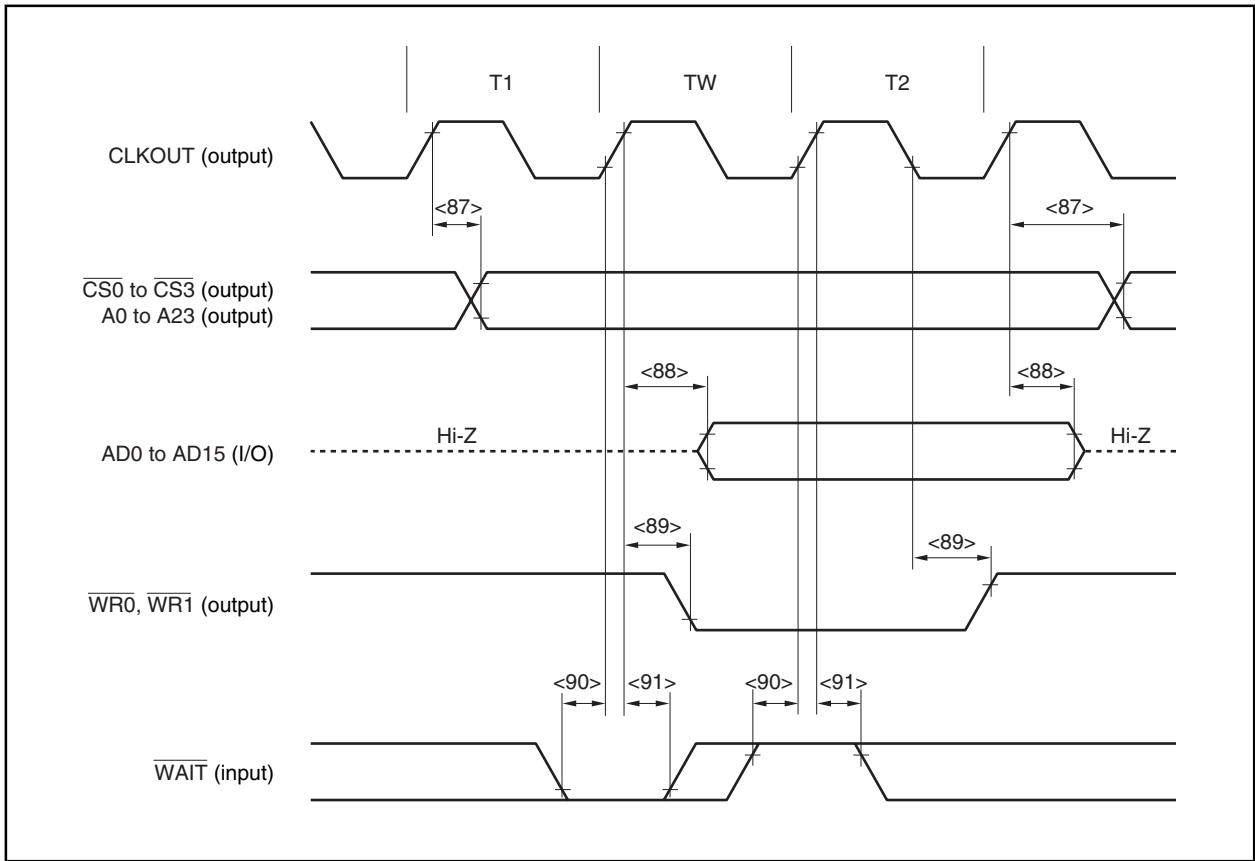 T1 TW T2
CLKOUT (output)
<87> <87>
CS0 to CS3 (output)
A0 to A23 (output)
<88> <88>
Hi-Z Hi-Z
AD0 to AD15 (I/O)
<89> <89>
WR0, WR1 (output)
<90> <91> <90> <91>
WAIT (input)